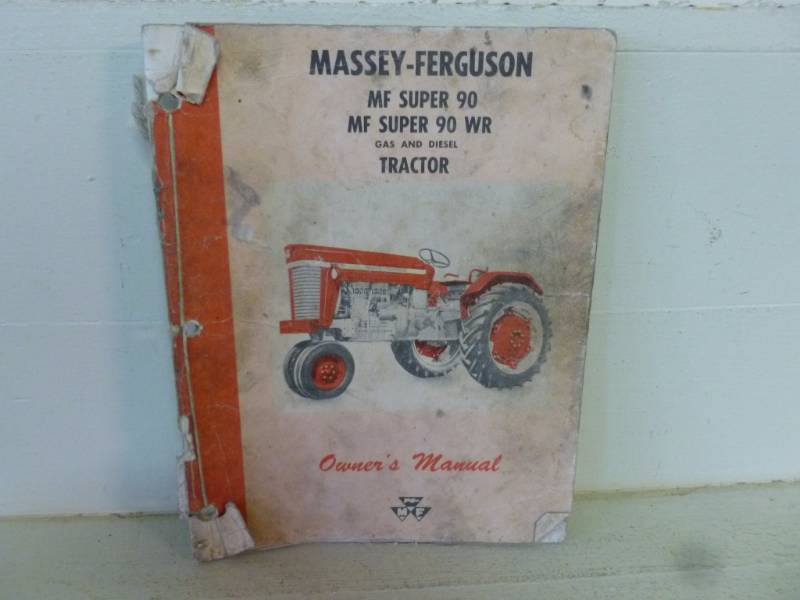 MASSEY-FERGUSON
MF SUPER 90
MF SUPER 90 WR
GAS AND DIESEL
TRACTOR
Owner's Manual
M F